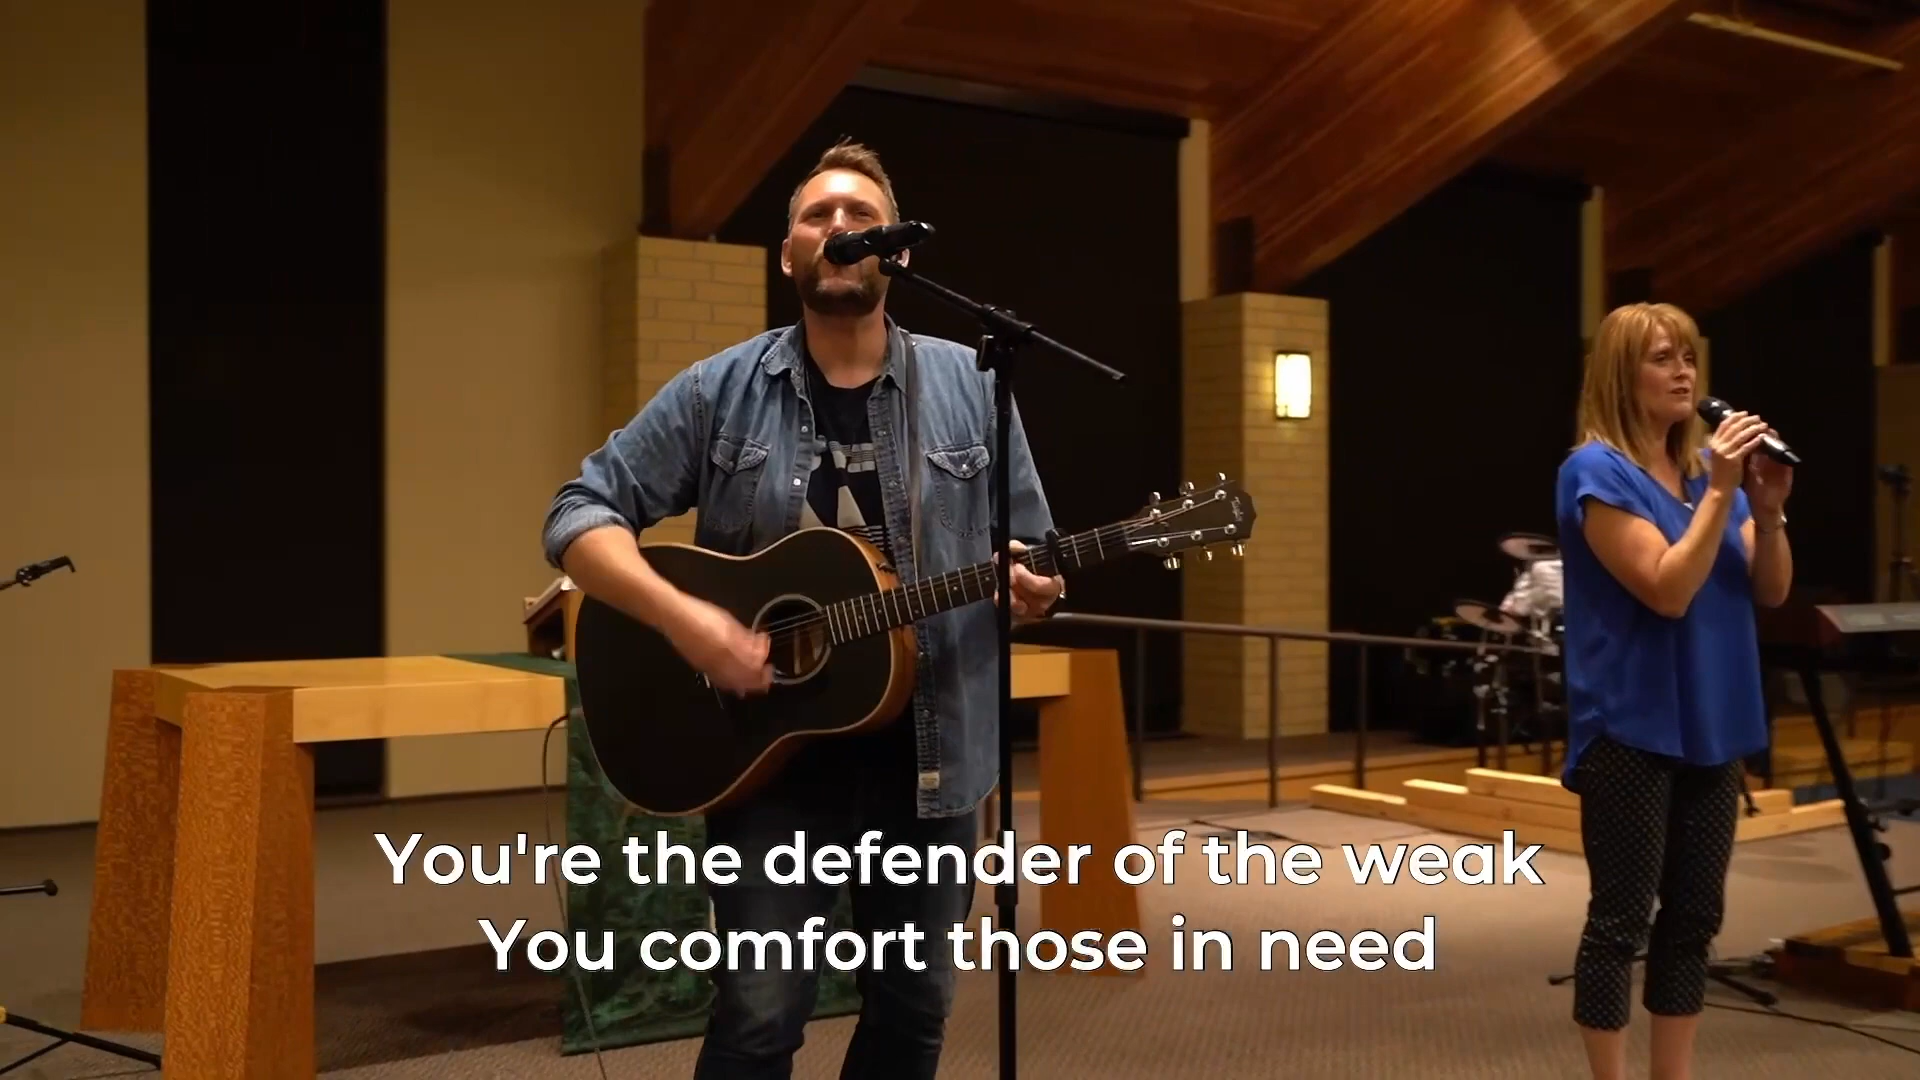 You're the defender of the weak
You comfort those in need